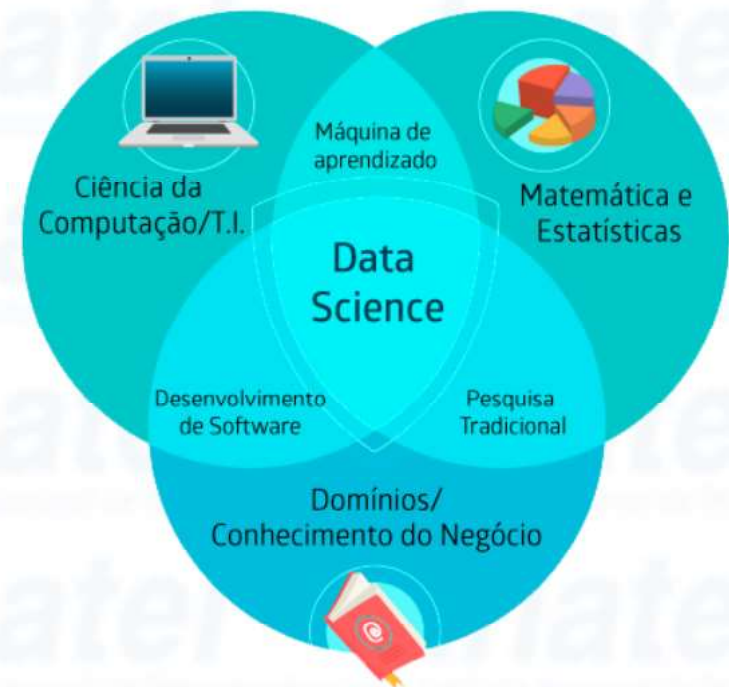 Máquina de
aprendizado
Ciência da
Computação/T.I.
Matemática e
Estatísticas
Data
Science
Desenvolvimento
de Software
Pesquisa
Tradicional
Domínios/
Conhecimento do Negócio